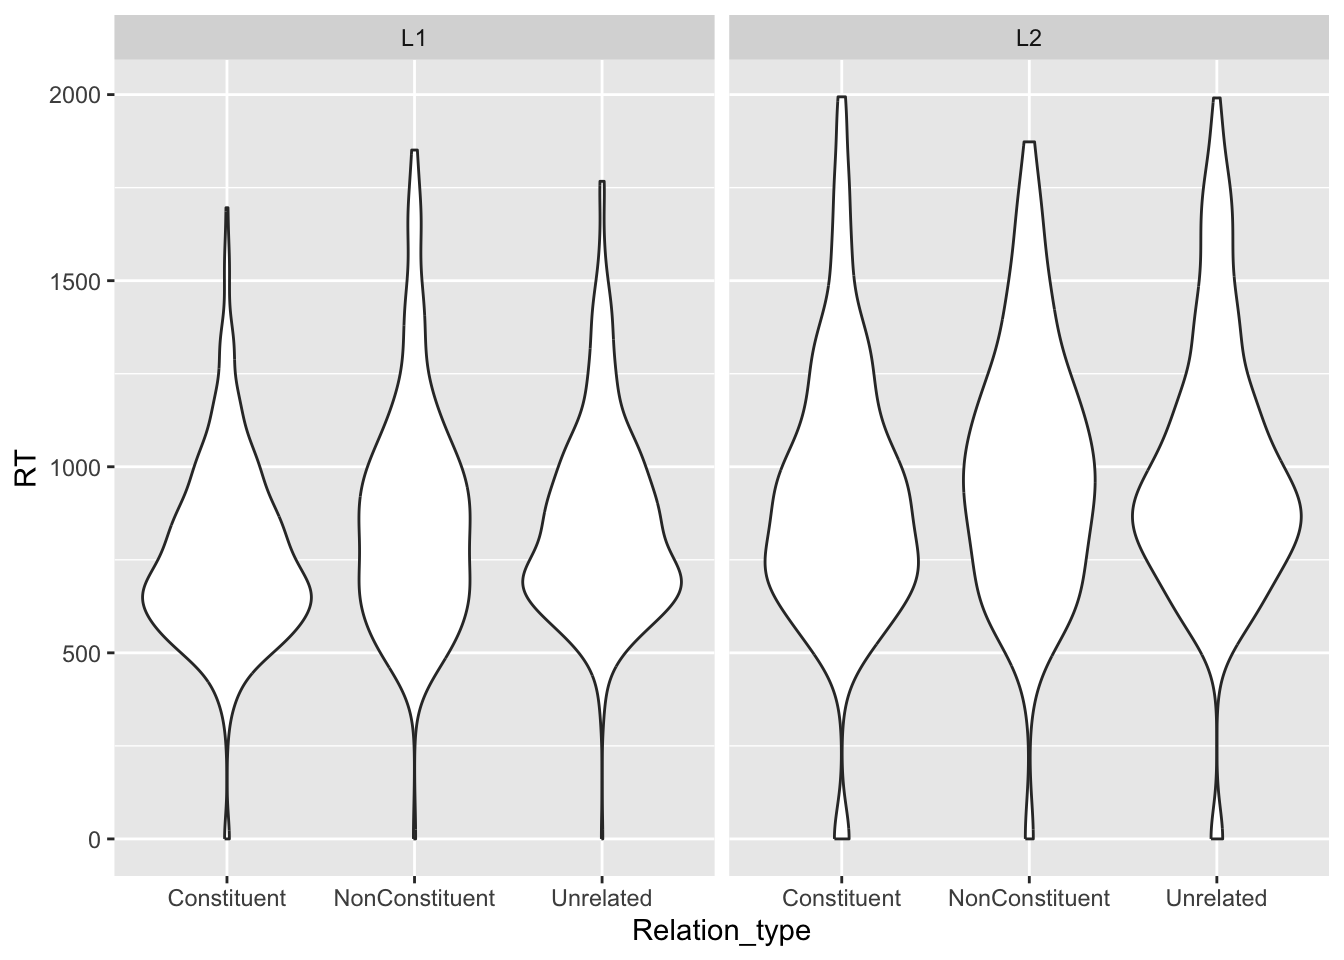 L1 L2
2000
1500
1000
500
0
RT
Constituent NonConstituent Unrelated Constituent NonConstituent Unrelated
Relation_type